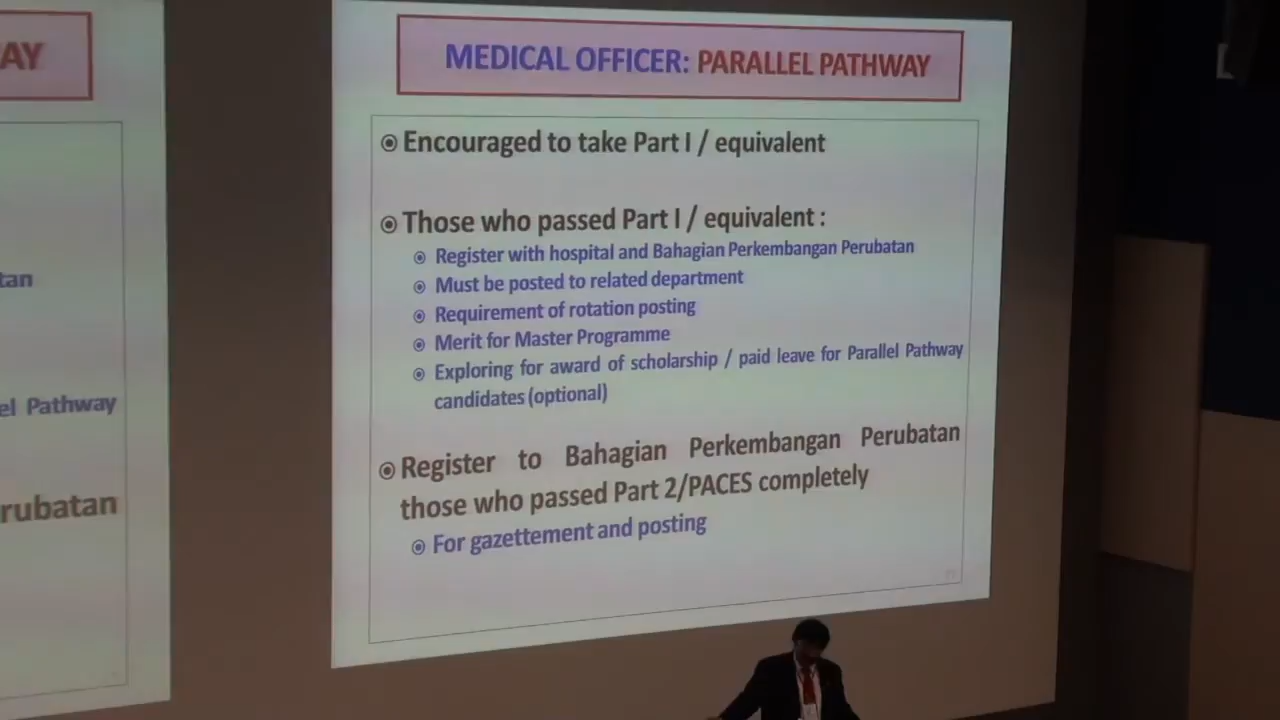 AY
tan
el Pathway
rubatan
MEDICAL OFFICER: PARALLEL PATHWAY
Encouraged to take Part I / equivalent
Those who passed Part I / equivalent :
Register with hospital and Bahagian Perkembangan Perubatan
Must be posted to related department
Requirement of rotation posting
Merit for Master Programme
Exploring for award of scholarship / paid leave for Parallel Pathway
candidates (optional)
Register to Bahagian Perkembangan Perubatan
those who passed Part 2/PACES completely
For gazettement and posting